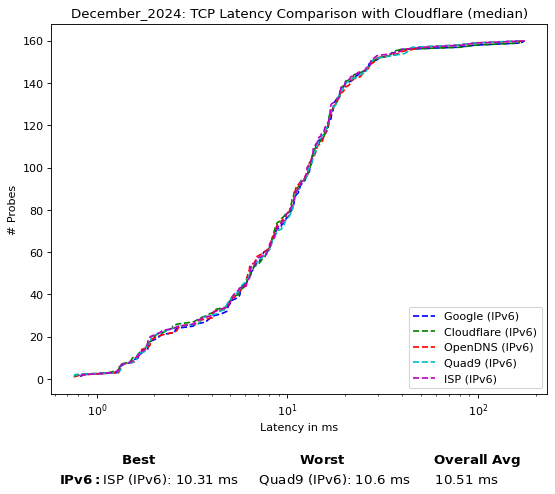 December_2024: TCP Latency Comparison with Cloudflare (median)
160
140
120
100
80
60
40
20
0
# Probes
10⁰
10¹
10²
Latency in ms
Google (IPv6)
Cloudflare (IPv6)
OpenDNS (IPv6)
Quad9 (IPv6)
ISP (IPv6)
Best Worst Overall Avg
IPv6: ISP (IPv6): 10.31 ms Quad9 (IPv6): 10.6 ms 10.51 ms